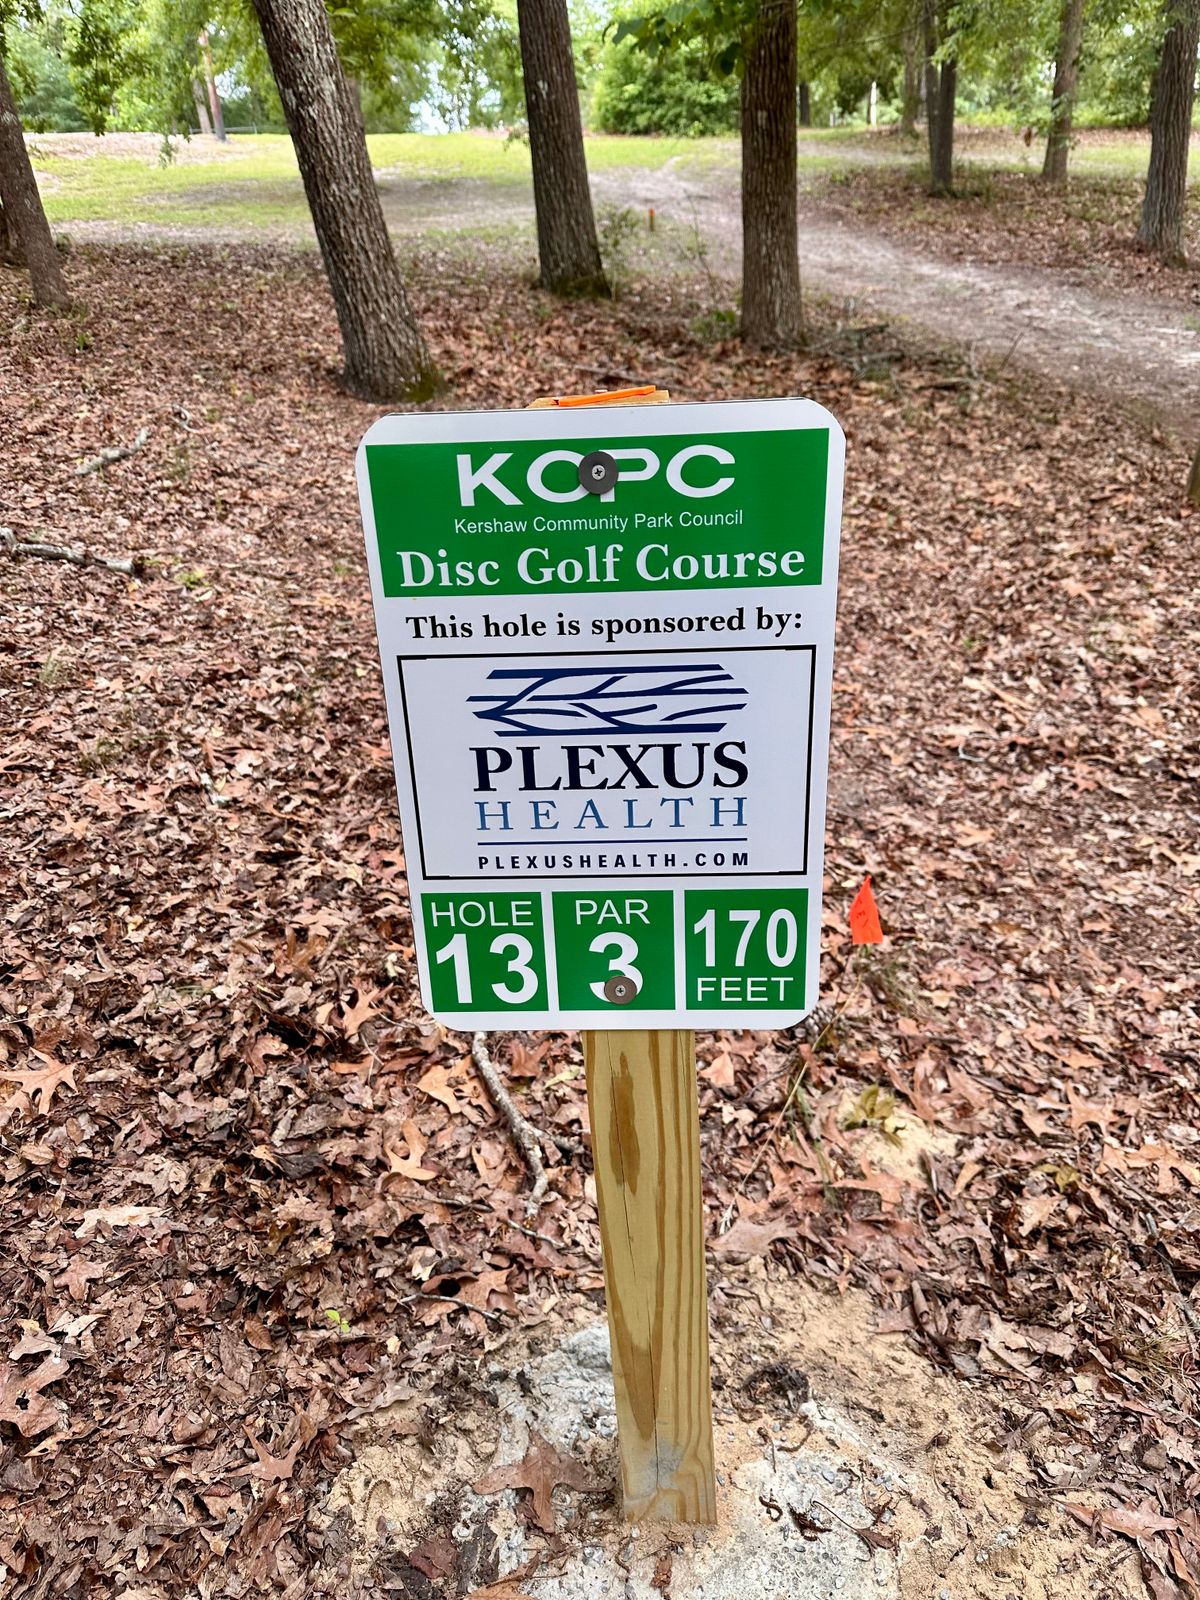 KCPC
Kershaw Community Park Council
Disc Golf Course
This hole is sponsored by:
PLEXUS
HEALTH
PLEXUSHEALTH.COM
HOLE
13
PAR
3
170
FEET